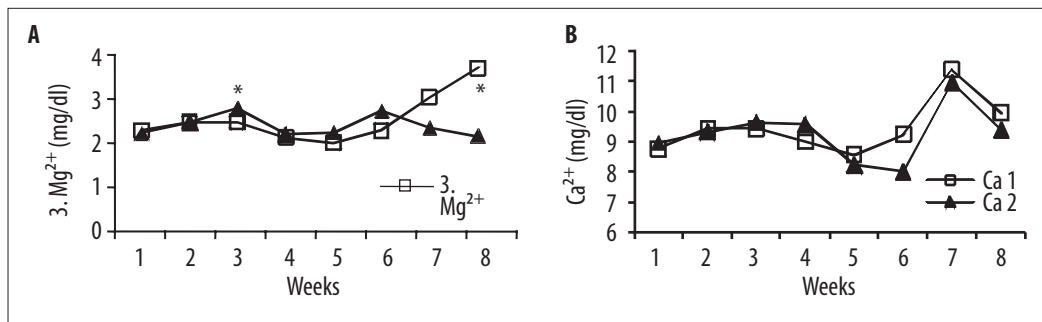 A
3. Mg²⁺ (mg/dl)
4
3
2
1
0
*
*
3.
Mg²⁺
1 2 3 4 5 6 7 8
Weeks
B
Ca²⁺ (mg/dl)
12
11
10
9
8
7
6
6
Ca 1
Ca 2
1 2 3 4 5 6 7 8
Weeks